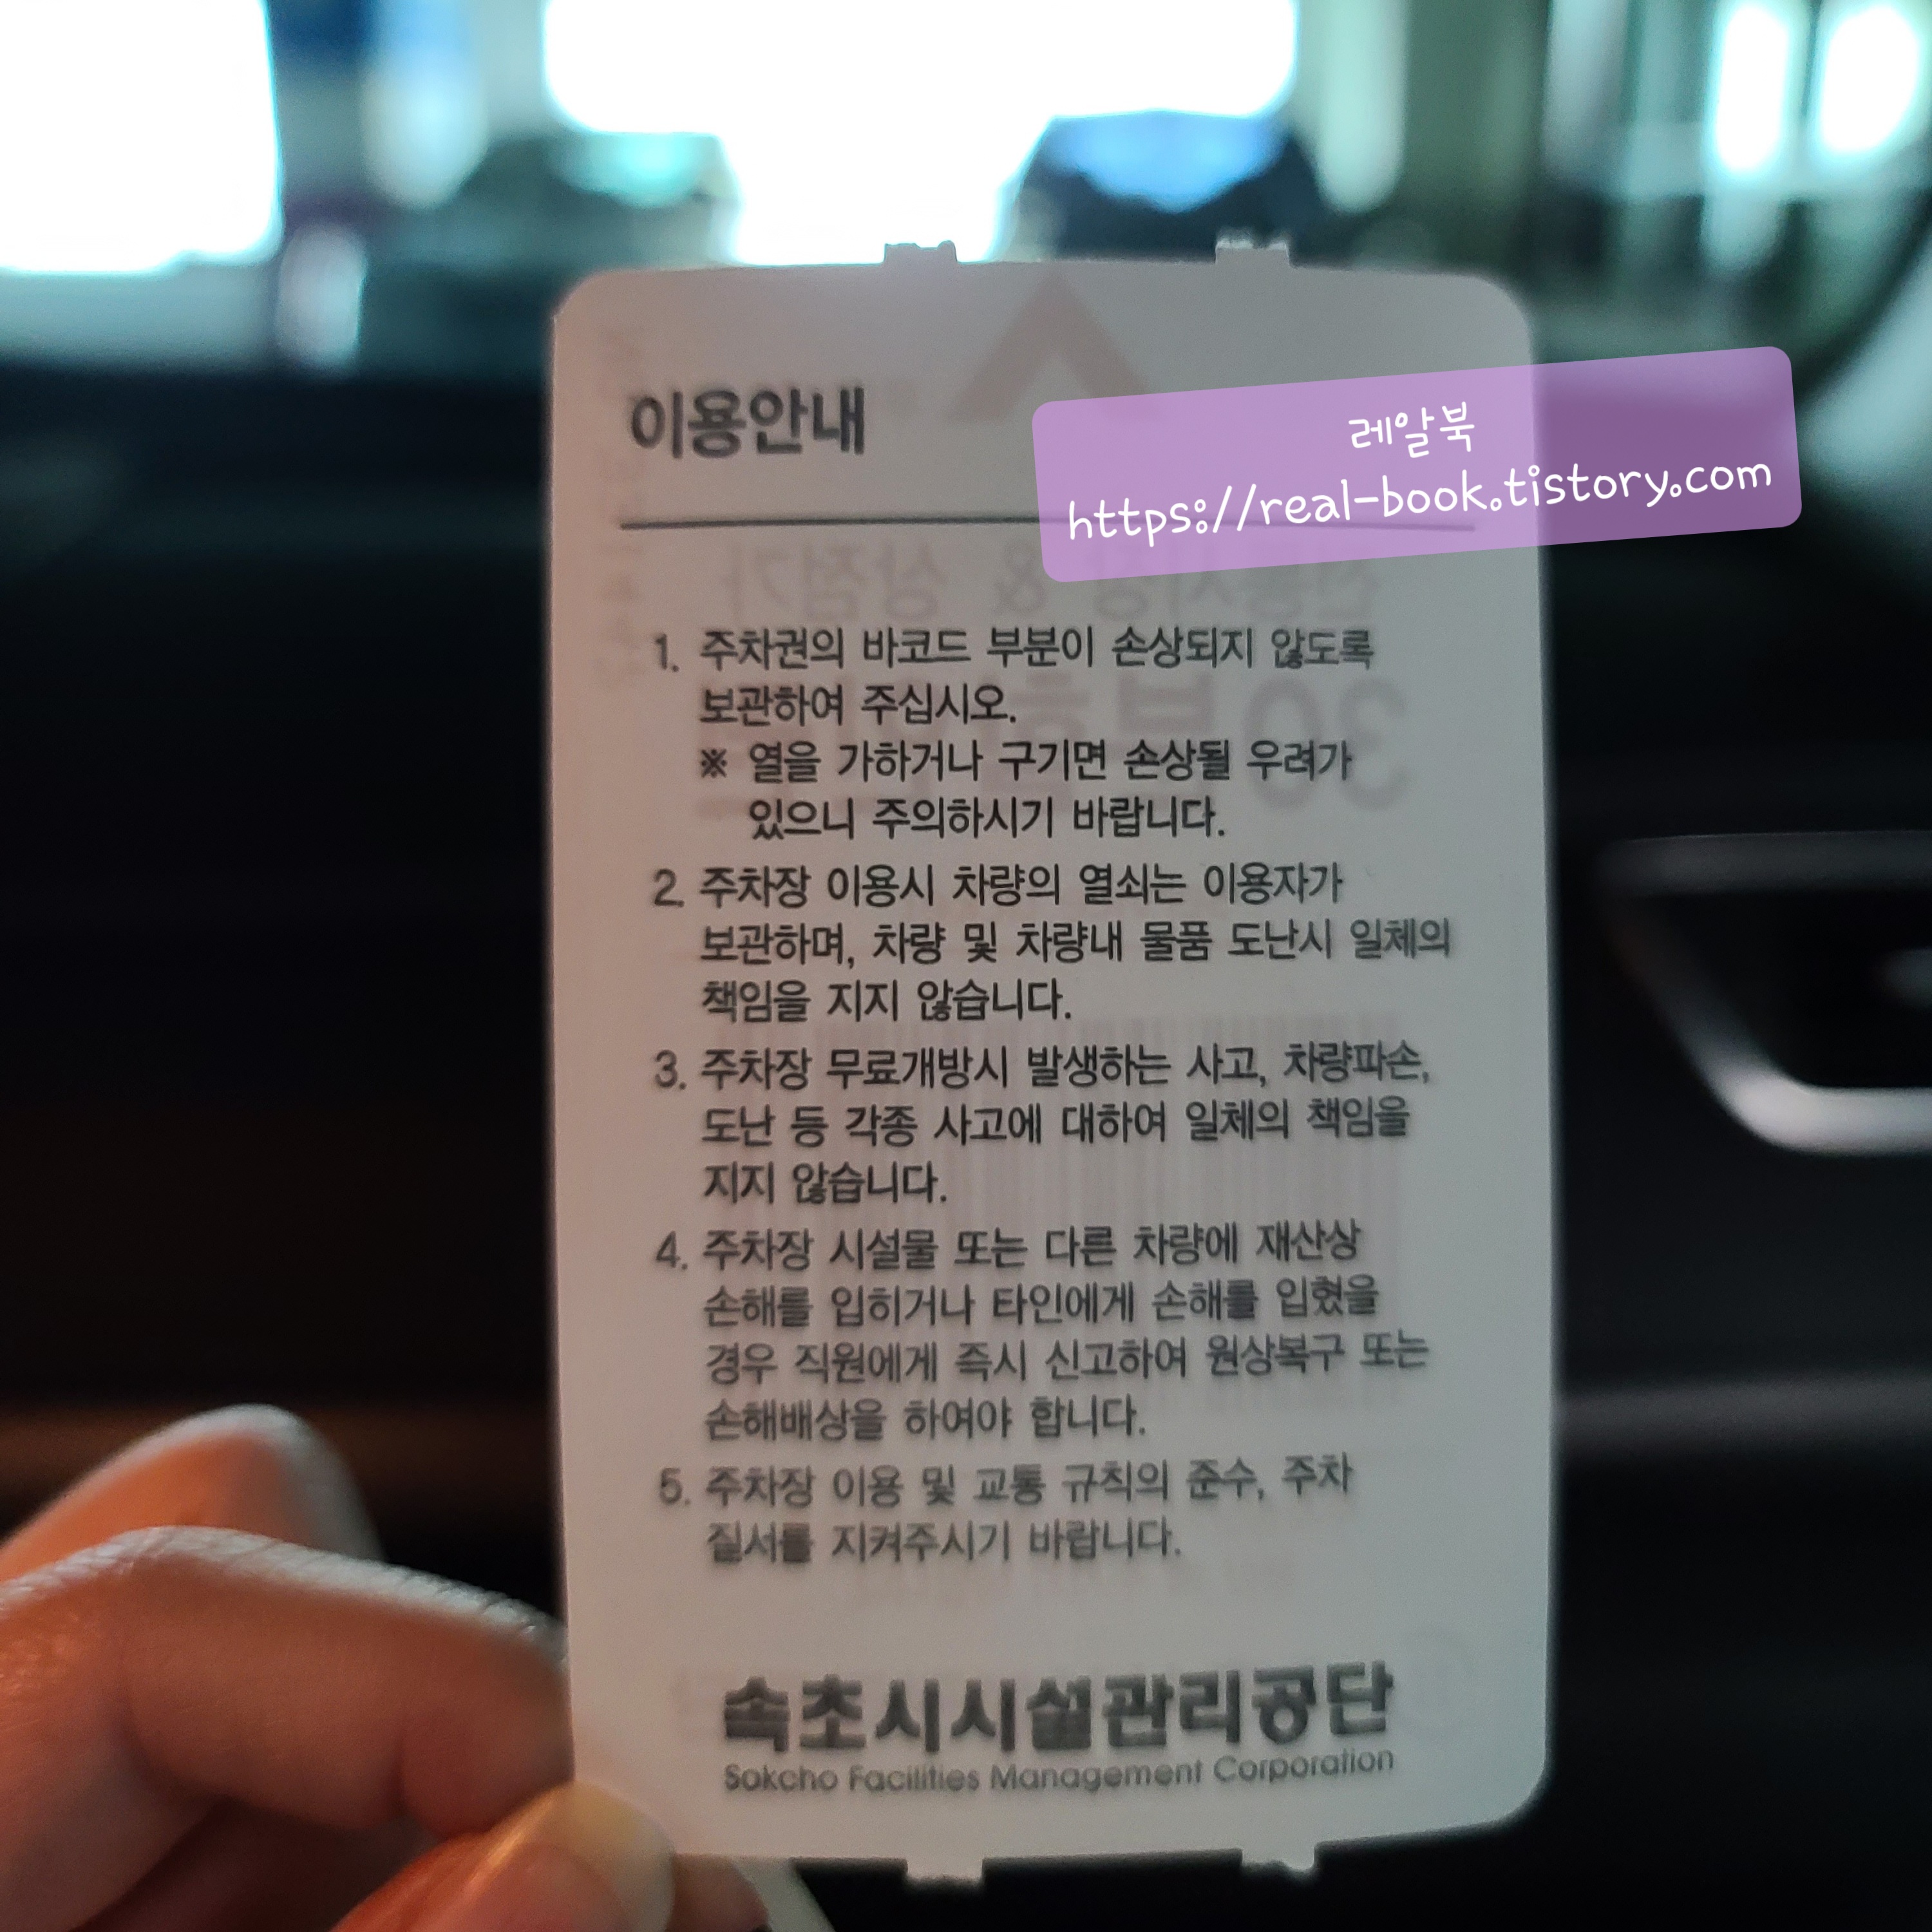 이용안내
레알북
https://real-book.tistory.com
1. 주차권의 바코드 부분이 손상되지 않도록
보관하여 주십시오.
※ 열을 가하거나 구기면 손상될 우려가
있으니 주의하시기 바랍니다.
2. 주차장 이용시 차량의 열쇠는 이용자가
보관하며, 차량 및 차량내 물품 도난시 일체의
책임을 지지 않습니다.
3. 주차장 무료개방시 발생하는 사고, 차량파손,
도난 등 각종 사고에 대하여 일체의 책임을
지지 않습니다.
4. 주차장 시설물 또는 다른 차량에 재산상
손해를 입히거나 타인에게 손해를 입혔을
경우 직원에게 즉시 신고하여 원상복구 또는
손해배상을 하여야 합니다.
5. 주차장 이용 및 교통 규칙의 준수, 주차
질서를 지켜주시기 바랍니다.
속초시시설관리공단
Sokcho Facilities Management Corporation